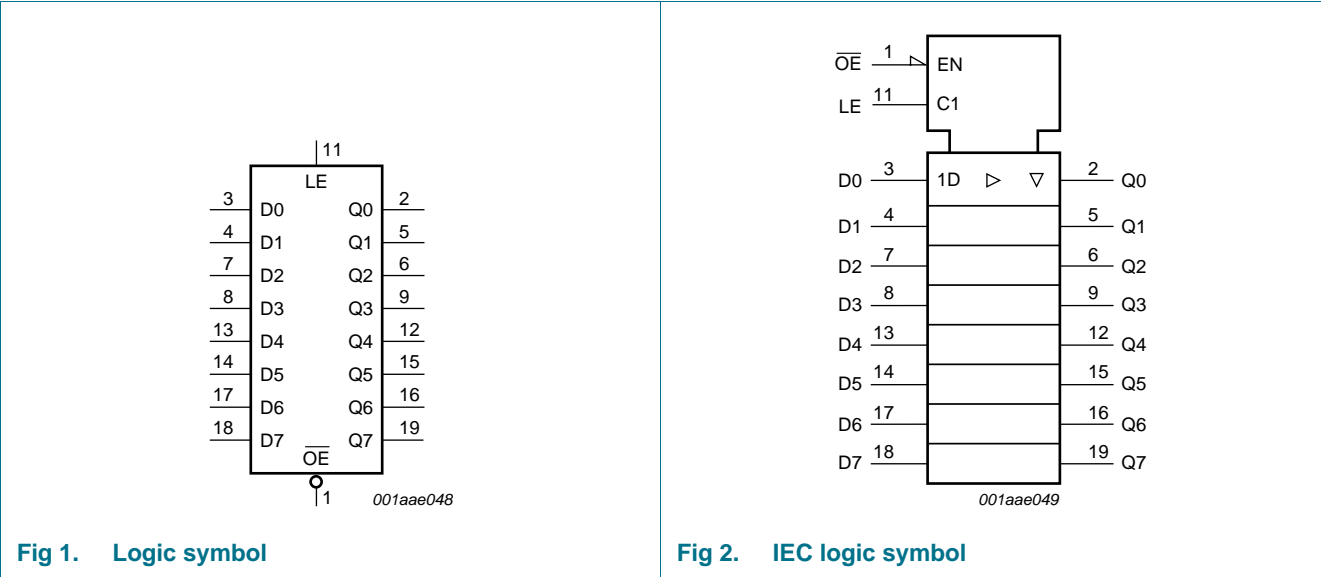 11
LE
3 D0 Q0 2
4 D1 Q1 5
7 D2 Q2 6
8 D3 Q3 9
13 D4 Q4 12
14 D5 Q5 15
17 D6 Q6 16
18 D7 Q7 19
OE
1
001aae048
Fig 1. Logic symbol
OE 1 EN
LE 11 C1
D0 3 1D 2 Q0
D1 4 5 Q1
D2 7 6 Q2
D3 8 9 Q3
D4 13 12 Q4
D5 14 15 Q5
D6 17 16 Q6
D7 18 19 Q7
001aae049
Fig 2. IEC logic symbol